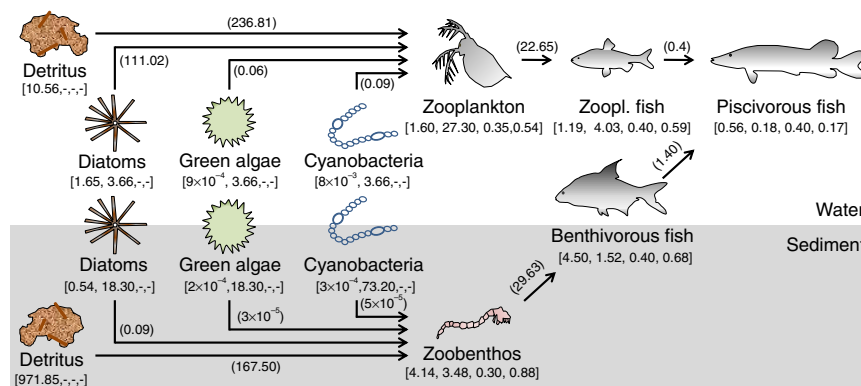 (236.81)
(111.02)
(0.06)
(0.09)
(22.65)
(0.4)
Detritus
[10.56,-,-,-]
Zooplankton
[1.60, 27.30, 0.35,0.54]
Zoopl. fish
[1.19, 4.03, 0.40, 0.59]
Piscivorous fish
[0.56, 0.18, 0.40, 0.17]
Diatoms
[1.65, 3.66,-,-]
Green algae
[9×10⁻⁴, 3.66,-,-]
Cyanobacteria
[8×10⁻³, 3.66,-,-]
(1.40)
Water
Benthivorous fish
[4.50, 1.52, 0.40, 0.68]
Sediment
Diatoms
[0.54, 18.30,-,-]
Green algae
[2×10⁻⁴,18.30,-,-]
Cyanobacteria
[3×10⁻⁴,73.20,-,-]
(29.63)
(5×10⁻⁵)
(3×10⁻⁵)
(0.09)
Detritus
[971.85,-,-,-]
(167.50)
Zoobenthos
[4.14, 3.48, 0.30, 0.88]